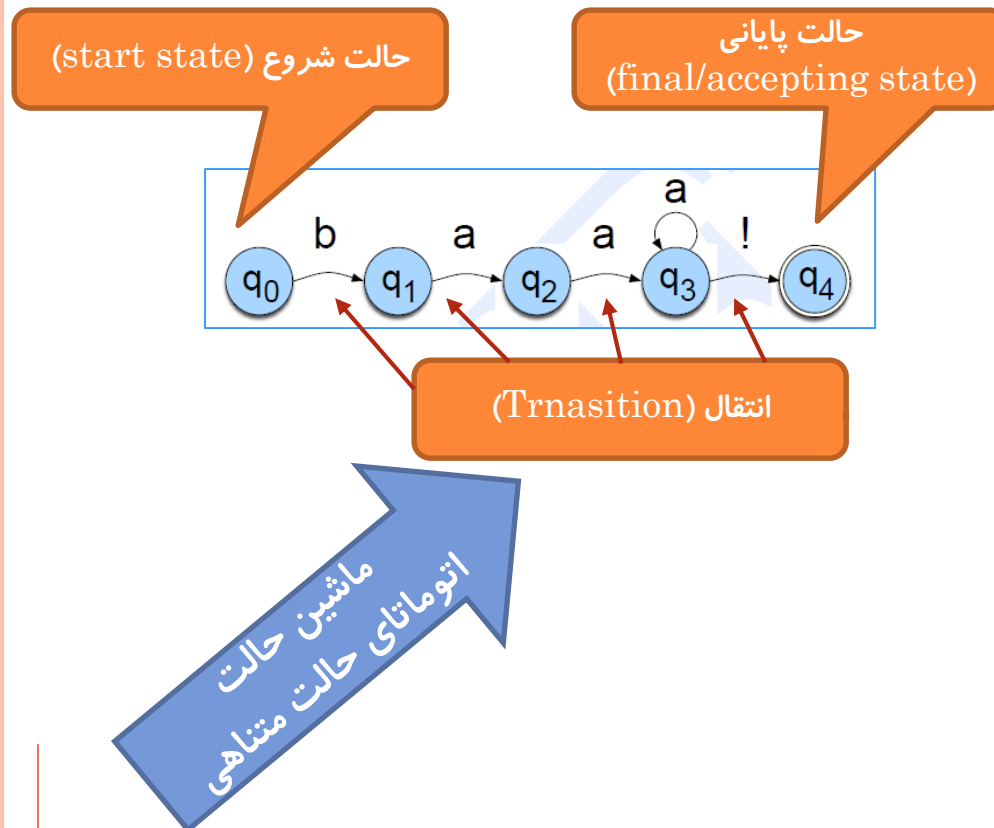 حالت شروع (start state)
حالت پایانی
(final/accepting state)
b a a a !
q0 q1 q2 q3 q4
انتقال (Trnasition)
ماشین حالت
اتوماتای حالت متناهی